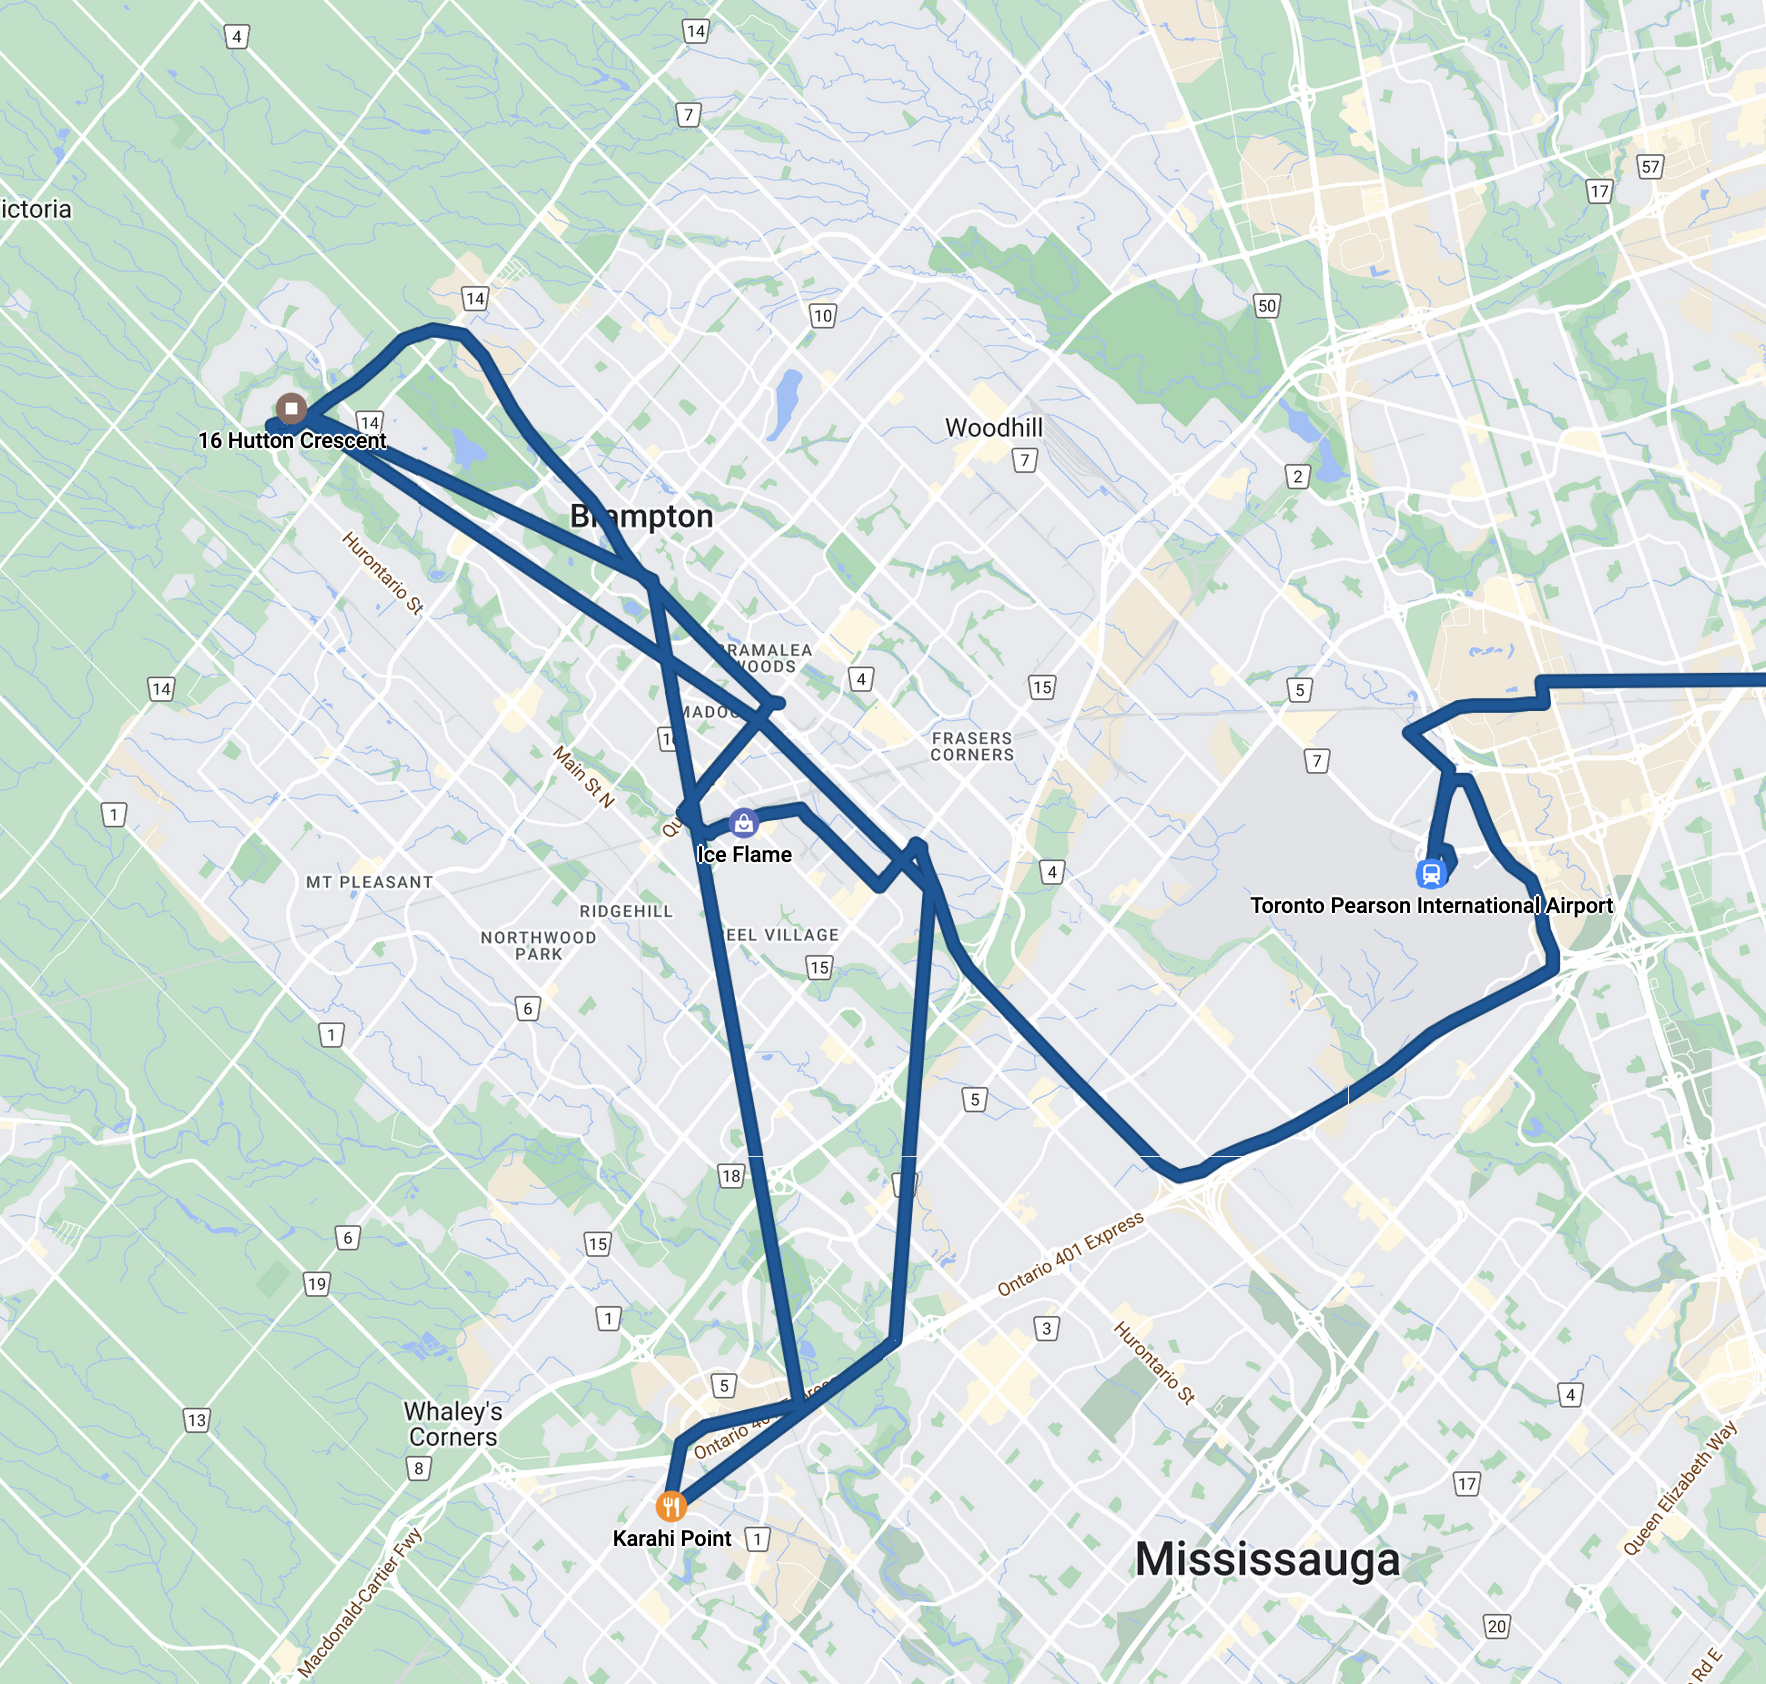 4
14
7
ictoria
57
17
14
10
50
14
16 Hutton Crescent
Woodhill
7
2
Brampton
Hurontario St
BRAMALEA
WOODS
4
15
5
14
MADOC
FRASERS
CORNERS
7
Main St N
1
Ice Flame
4
MT PLEASANT
Toronto Pearson International Airport
RIDGEHILL
NORTHWOOD
PARK
PEEL VILLAGE
15
6
1
5
18
6
15
Ontario 401 Express
19
1
3
Hurontario St
5
4
Whaley's
Corners
13
Ontario 401 Express
8
17
Queen Elizabeth Way
Karahi Point
1
Mississauga
Macdonald-Cartier Fwy
20
Rd E